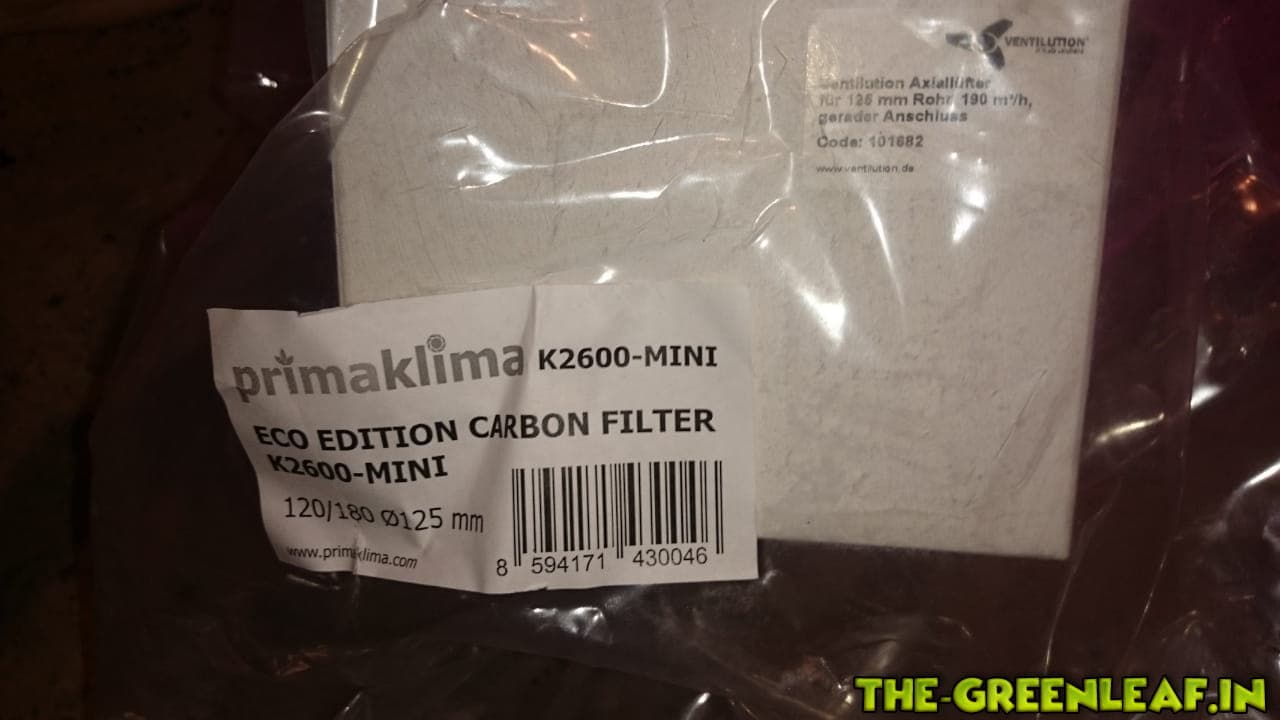 VENTILUTION
Ventilution Axiallüfter
für 125 mm Rohr, 190 m³/h,
gerader Anschluss
Code: 101682
www.ventilution.de
primaklima K2600-MINI
ECO EDITION CARBON FILTER
K2600-MINI
120/180 Ø125 mm
www.primaklima.com
8 594171 430046
THE-GREENLEAF.IN